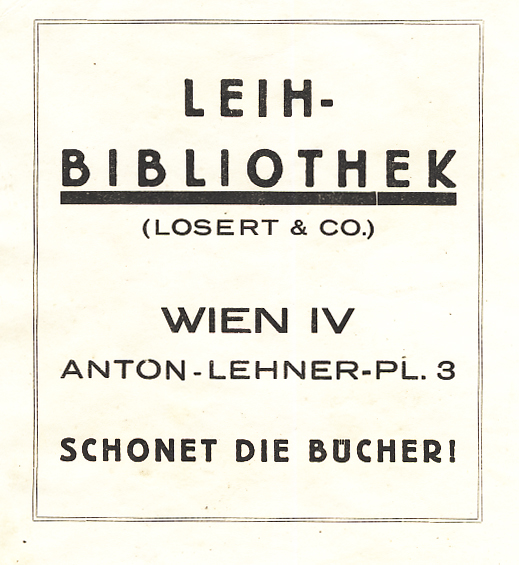 LEIH-
BIBLIOTHEK
(LOSERT & CO.)
WIEN IV
ANTON-LEHNER-PL. 3
SCHONET DIE BÜCHER!